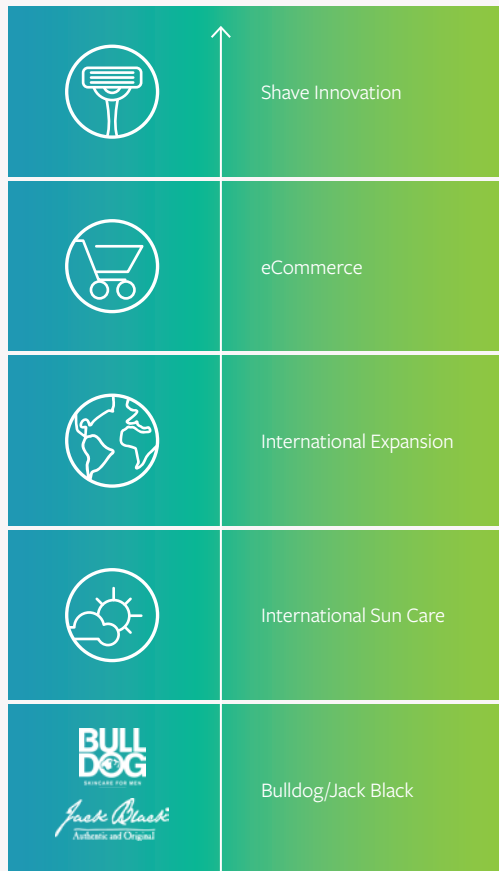 Shave Innovation
eCommerce
International Expansion
International Sun Care
BULL
DOG
SKINCARE FOR MEN
Jack Black
Authentic and Original
Bulldog/Jack Black